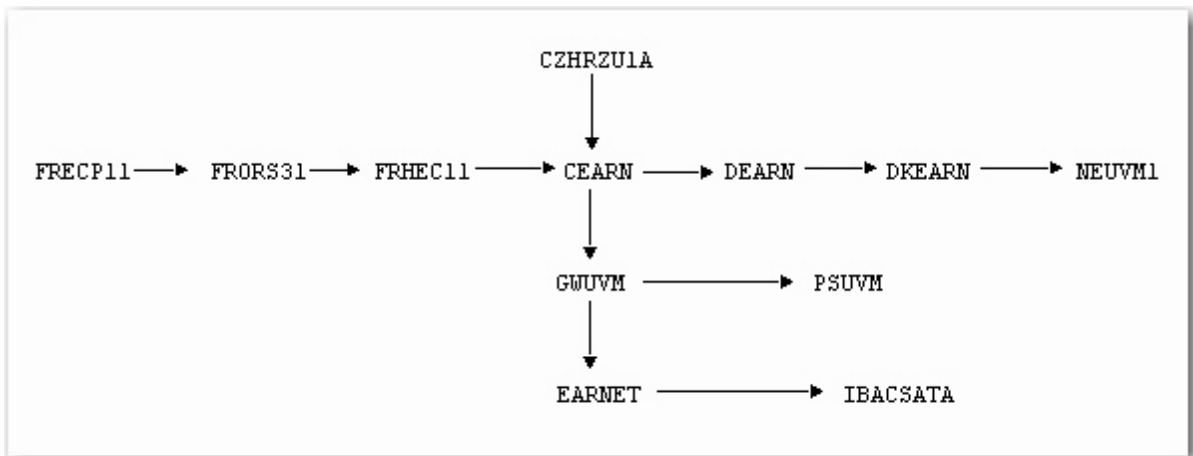 CZHRZU1A
FRECP11 FRORS31 FRHEC11 CEARN DEARN DKEARN NEUVM1
GWUVM PSUVM
EARNET IBACSATA